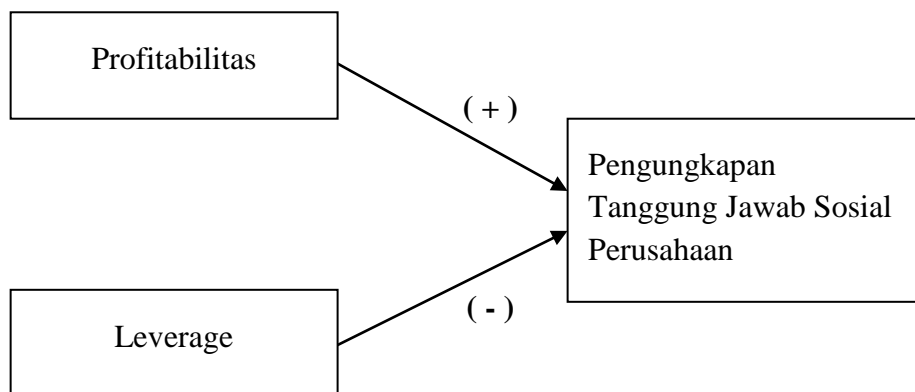 Profitabilitas
( + )
Pengungkapan
Tanggung Jawab Sosial
Perusahaan
( - )
Leverage